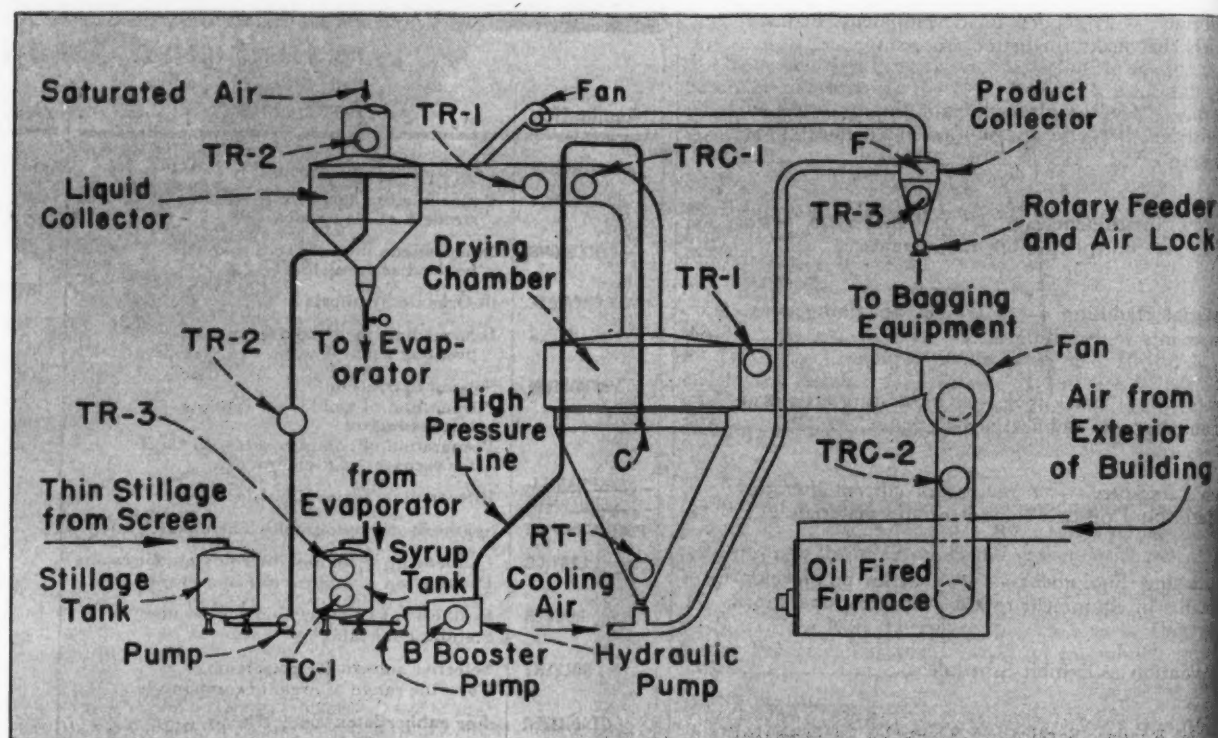 Saturated Air
TR-2
Liquid
Collector
TR-1
Fan
TRC-1
Product
Collector
F
TR-3
Rotary Feeder
and Air Lock
To Bagging
Equipment
Drying
Chamber
TR-1
Fan
To Evap-
orator
TR-2
High
Pressure
Line
C
Air from
Exterior
of Building
TRC-2
TR-3
from
Evaporator
Thin Stillage
from Screen
Stillage
Tank
Syrup
Tank
RT-1
Cooling
Air
Oil Fired
Furnace
Pump
TC-1
B Booster
Pump
Hydraulic
Pump